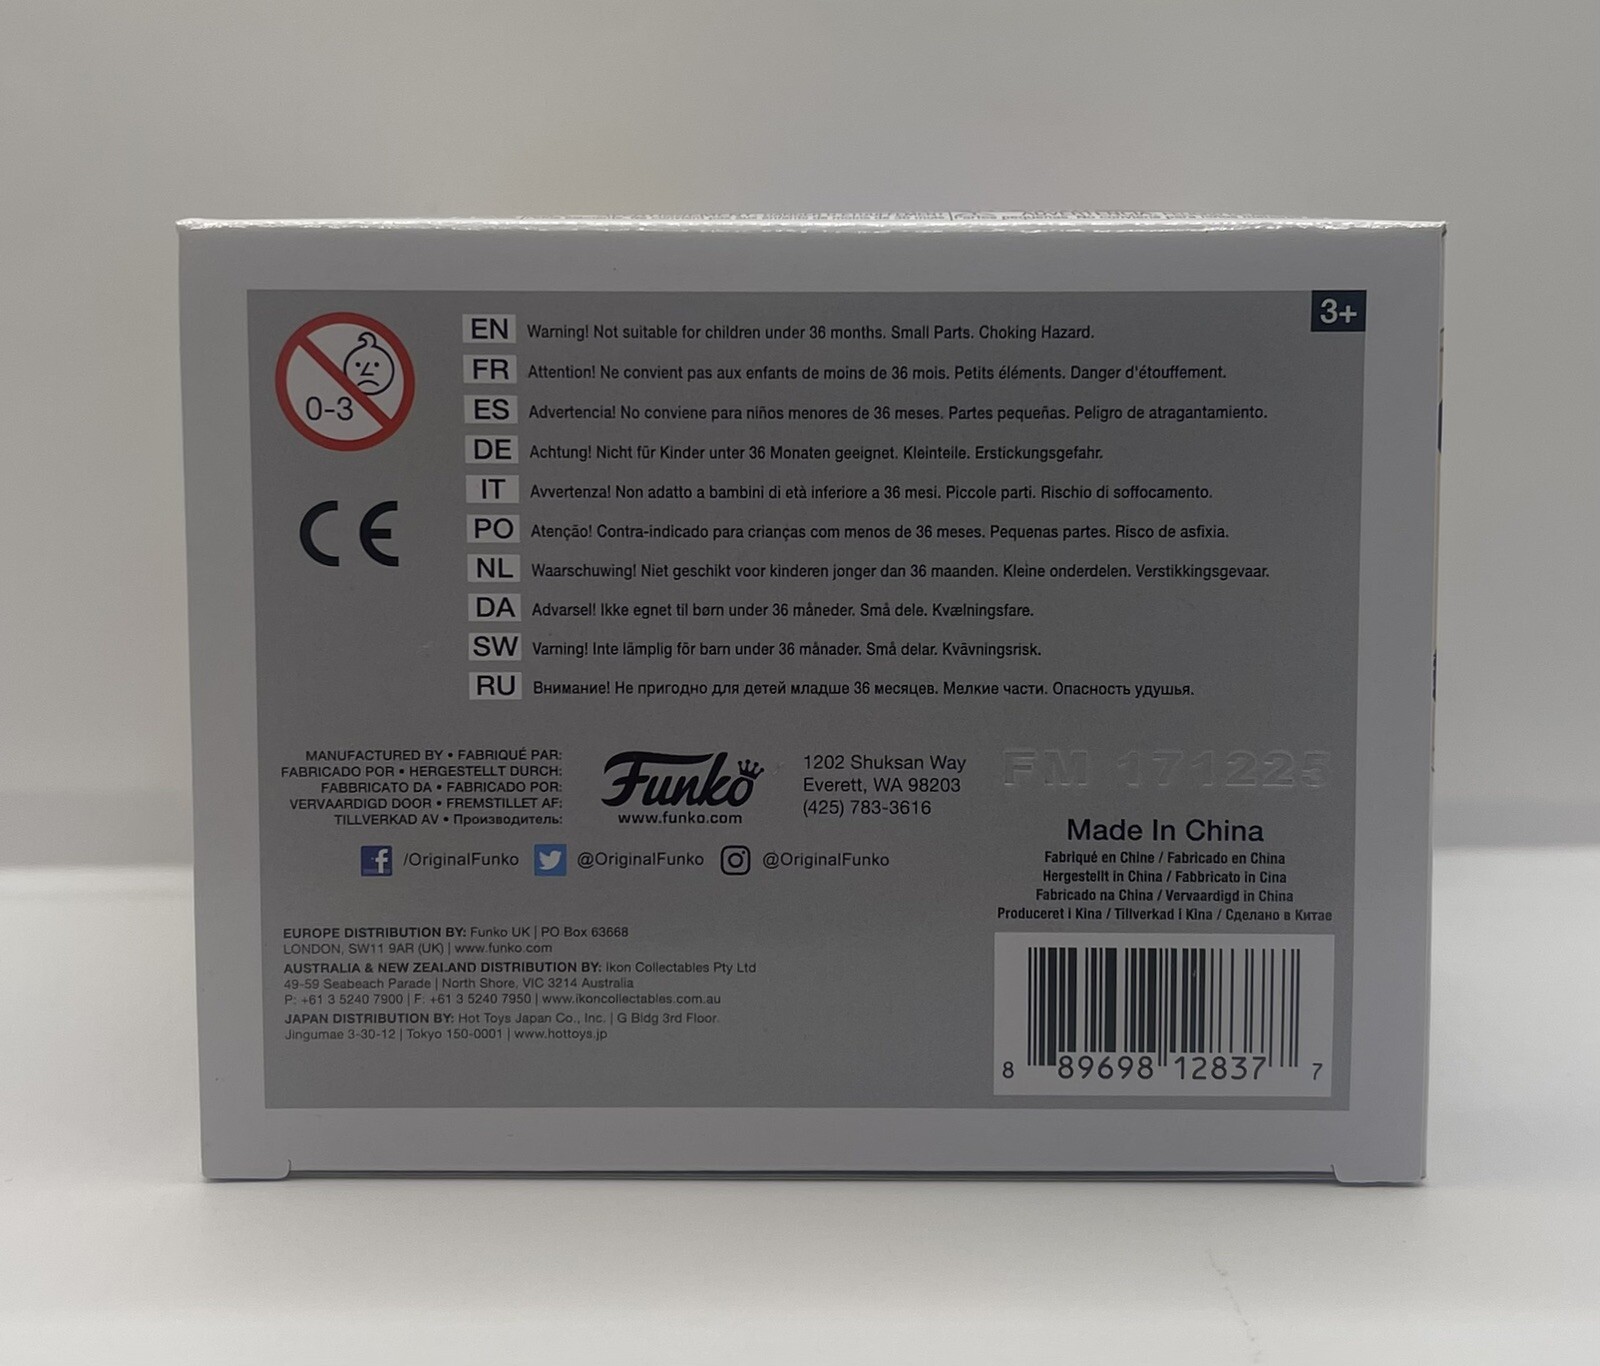 3+
0-3
EN Warning! Not suitable for children under 36 months. Small Parts. Choking Hazard.
FR Attention! Ne convient pas aux enfants de moins de 36 mois. Petits éléments. Danger d'étouffement.
ES Advertencia! No conviene para niños menores de 36 meses. Partes pequeñas. Peligro de atragantamiento.
DE Achtung! Nicht für Kinder unter 36 Monaten geeignet. Kleinteile. Erstickungsgefahr.
IT Avvertenza! Non adatto a bambini di età inferiore a 36 mesi. Piccole parti. Rischio di soffocamento.
PO Atenção! Contra-indicado para crianças com menos de 36 meses. Pequenas partes. Risco de asfixia.
NL Waarschuwing! Niet geschikt voor kinderen jonger dan 36 maanden. Kleine onderdelen. Verstikkingsgevaar.
DA Advarsel! Ikke egnet til børn under 36 måneder. Små dele. Kvælningsfare.
SW Varning! Inte lämplig för barn under 36 månader. Små delar. Kvävningsrisk.
RU Внимание! Не пригодно для детей младше 36 месяцев. Мелкие части. Опасность удушья.
CE
MANUFACTURED BY • FABRIQUÉ PAR:
FABRICADO POR • HERGESTELLT DURCH:
FABBRICATO DA • FABRICADO POR:
VERVAARDIGD DOOR • FREMSTILLET AF:
TILLVERKAD AV • Производитель:
Funko
www.funko.com
1202 Shuksan Way
Everett, WA 98203
(425) 783-3616
/OriginalFunko @OriginalFunko @OriginalFunko
FM 171225
Made In China
Fabriqué en Chine / Fabricado en China
Hergestellt in China / Fabbricato in Cina
Fabricado na China / Vervaardigd in China
Produceret i Kina / Tillverkad i Kina / Сделано в Китае
EUROPE DISTRIBUTION BY: Funko UK | PO Box 63668
LONDON, SW11 9AR (UK) | www.funko.com
AUSTRALIA & NEW ZEALAND DISTRIBUTION BY: Ikon Collectables Pty Ltd
49-59 Seabeach Parade | North Shore, VIC 3214 Australia
P: +61 3 5240 7900 | F: +61 3 5240 7950 | www.ikoncollectables.com.au
JAPAN DISTRIBUTION BY: Hot Toys Japan Co., Inc. | G Bldg 3rd Floor.
Jingumae 3-30-12 | Tokyo 150-0001 | www.hottoys.jp
8 89698 12837 7